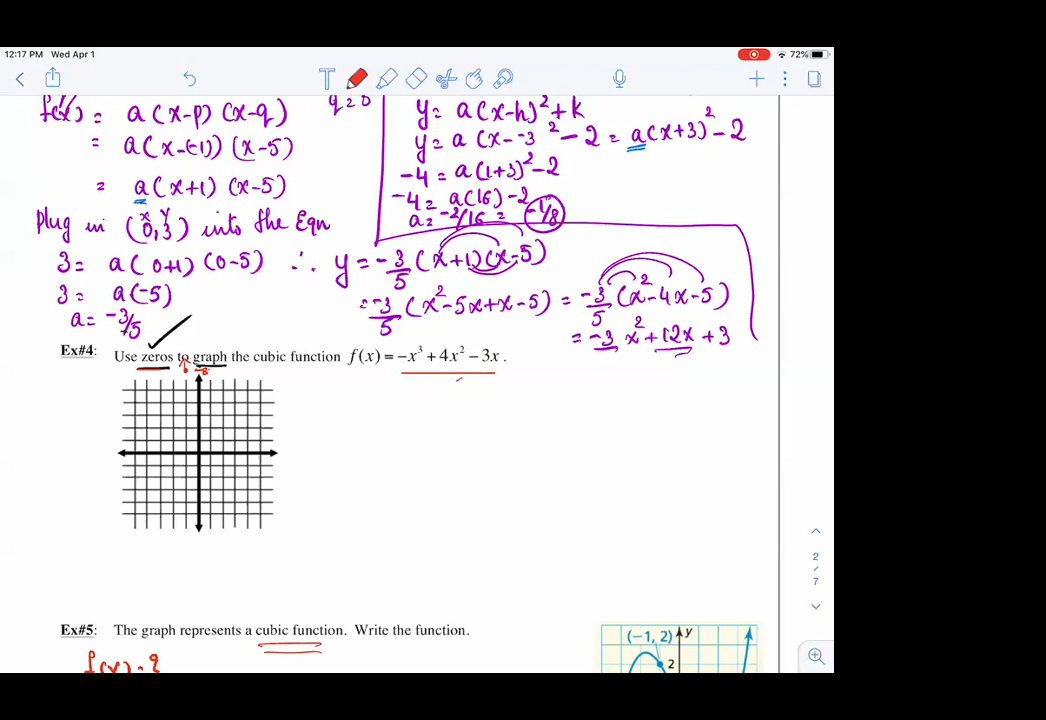 12:17 PM Wed Apr 1
72%
f(x) = a(x-p)(x-q)
= a(x-(-1))(x-5)
= a(x+1)(x-5)
Plug in (0,3) into the Eqn
x y
3 = a(0+1)(0-5)
3 = a(-5)
a = -3/5
∴ y = -3/5 (x+1)(x-5)
= -3/5 (x²-5x+x-5) = -3/5 (x²-4x-5)
= -3/5 x²+12x+3
y = a(x-h)²+k
y = a(x--3 ² -2 = a(x+3)²-2
-4 = a(1+3)²-2
-4 = a(16)-2
a = -2/16 = -1/8
Ex#4: Use zeros to graph the cubic function f(x) = −x³ + 4x² − 3x .
Ex#5: The graph represents a cubic function. Write the function.
f(x) = ?
(−1, 2) y
2
2
/
7